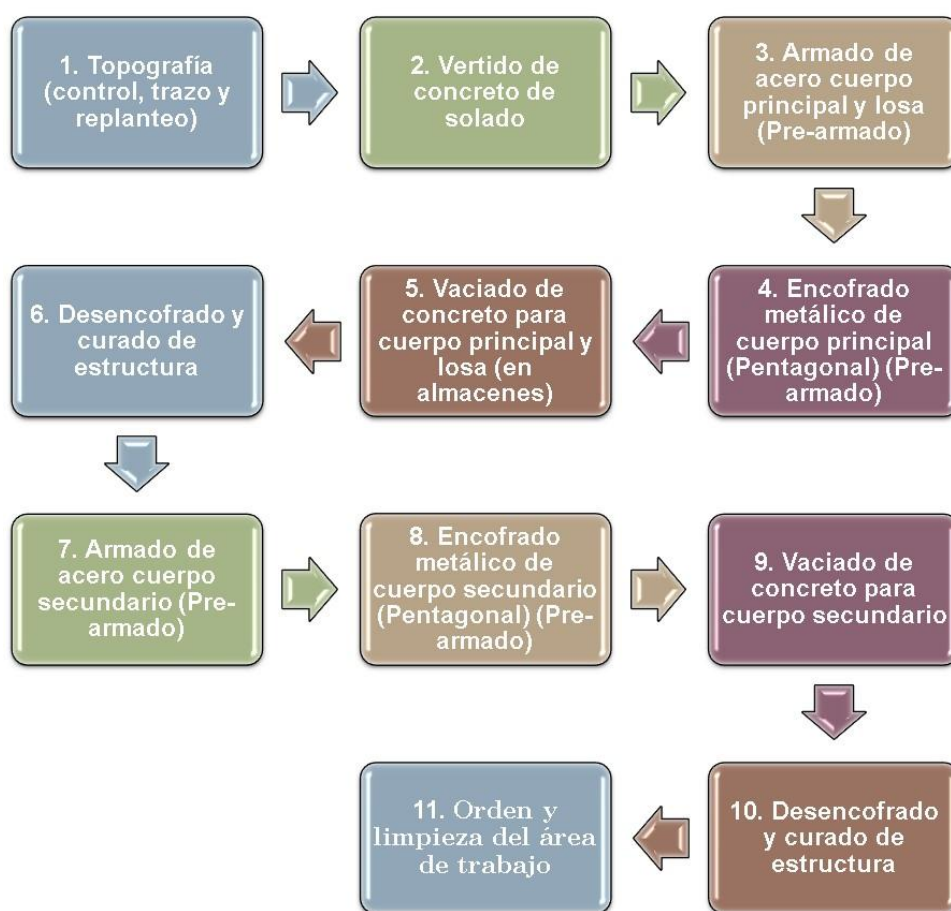 1. Topografía
(control, trazo y
replanteo)
2. Vertido de
concreto de
solado
3. Armado de
acero cuerpo
principal y losa
(Pre-armado)
4. Encofrado
metálico de
cuerpo principal
(Pentagonal) (Pre-
armado)
5. Vaciado de
concreto para
cuerpo principal y
losa (en
almacenes)
6. Desencofrado y
curado de
estructura
7. Armado de
acero cuerpo
secundario (Pre-
armado)
8. Encofrado
metálico de
cuerpo secundario
(Pentagonal) (Pre-
armado)
9. Vaciado de
concreto para
cuerpo secundario
10. Desencofrado
y curado de
estructura
11. Orden y
limpieza del área
de trabajo